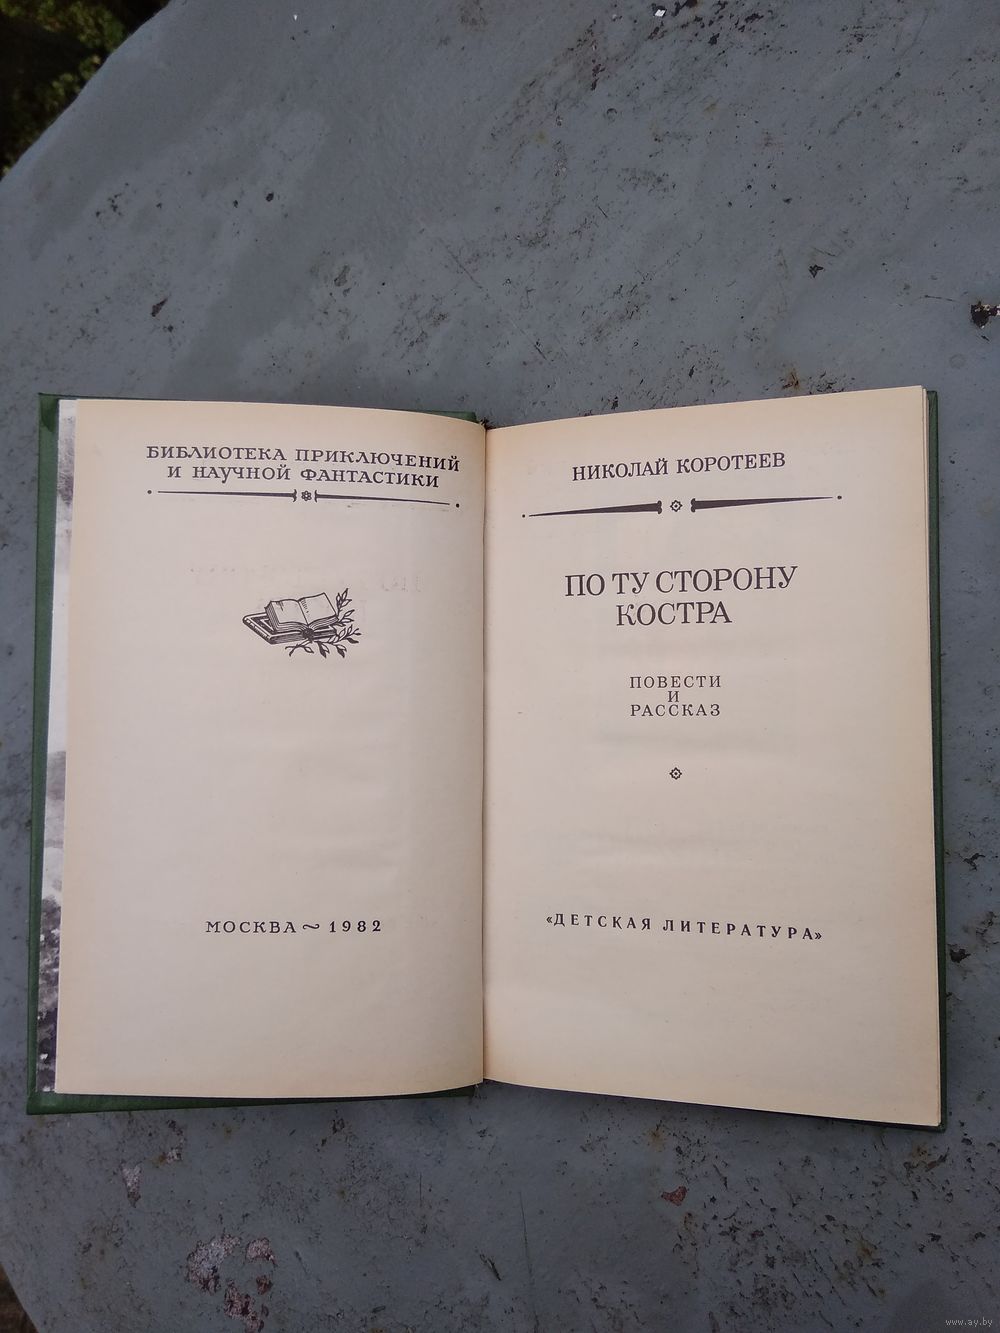 БИБЛИОТЕКА ПРИКЛЮЧЕНИЙ
И НАУЧНОЙ ФАНТАСТИКИ
МОСКВА ~ 1982
НИКОЛАЙ КОРОТЕЕВ
ПО ТУ СТОРОНУ
КОСТРА
ПОВЕСТИ
И
РАССКАЗ
«ДЕТСКАЯ ЛИТЕРАТУРА»
www.ay.by